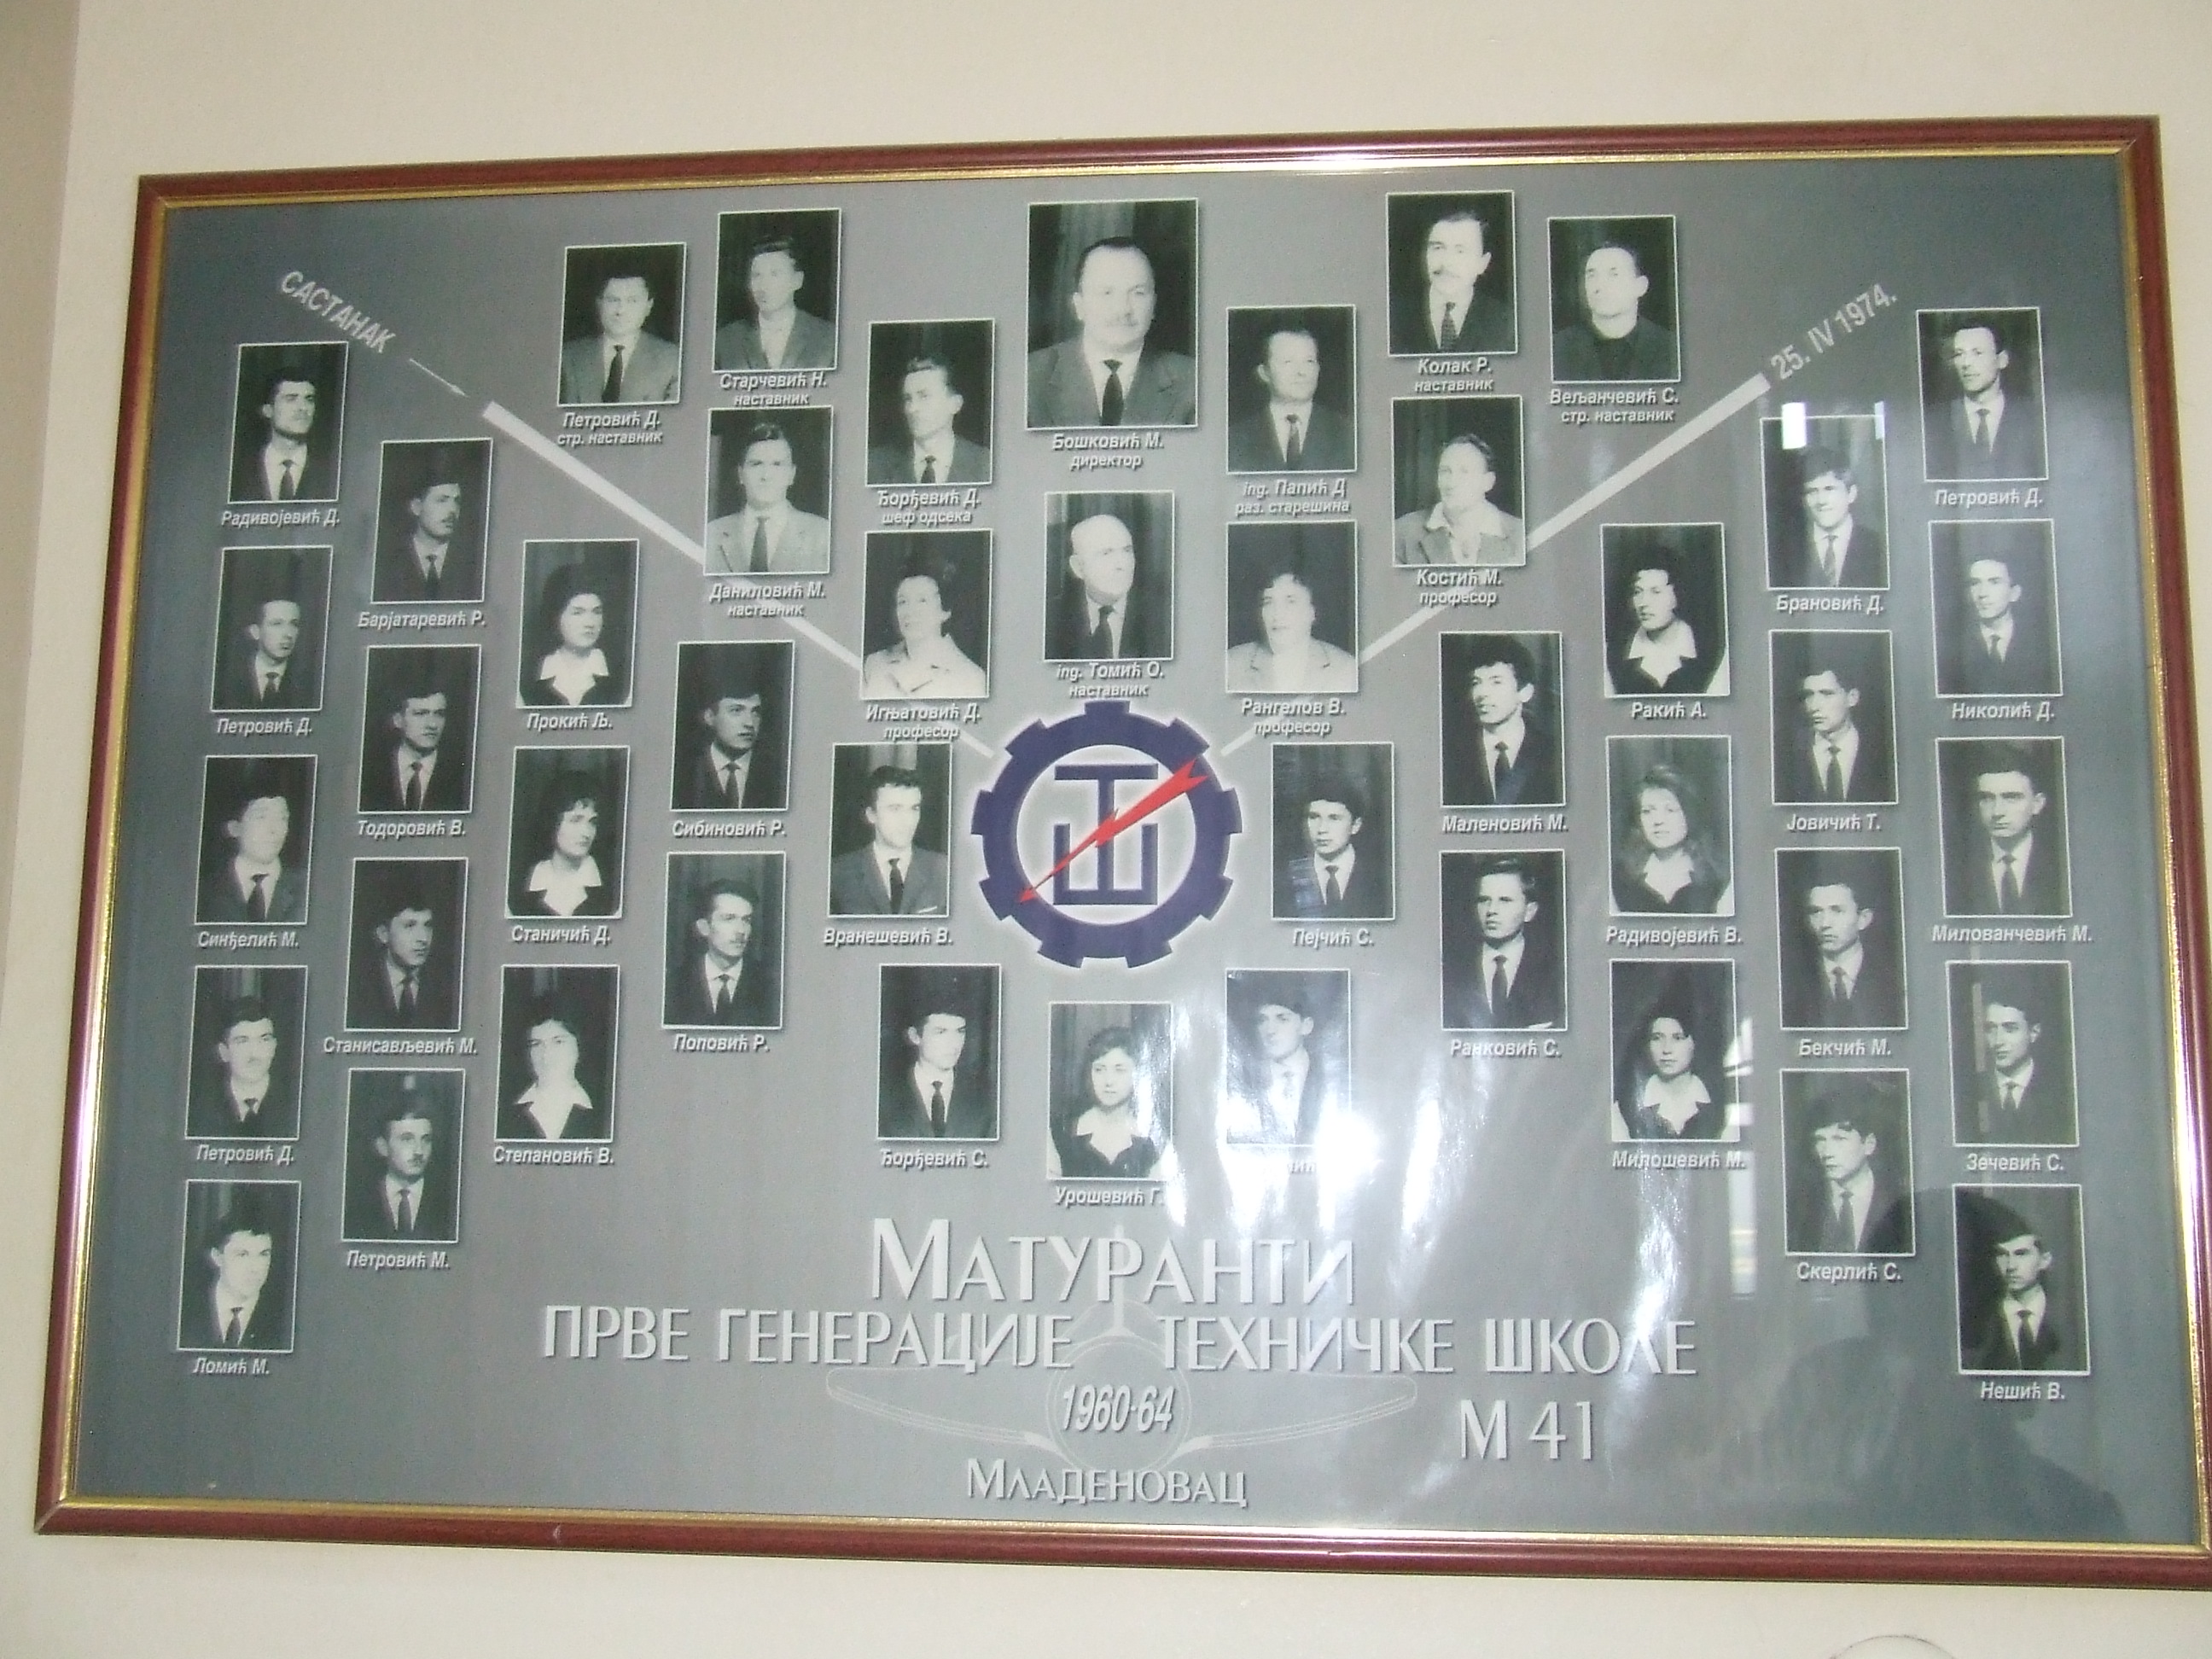 САСТАНАК
25. IV 1974.
Петровић Д.
стр. наставник
Старчевић Н.
наставник
Бошковић М.
директор
Колак Р.
наставник
Вељанчевић С.
стр. наставник
Ђорђевић Д.
шеф одсека
ing. Папић Д
раз. старешина
Даниловић М.
наставник
Костић М.
професор
Игњатовић Д.
професор
ing. Томић О.
наставник
Рангелов В.
професор
Радивојевић Д.
Петровић Д.
Синђелић М.
Петровић Д.
Ломић М.
Барјатаревић Р.
Тодоровић В.
Станисављевић М.
Петровић М.
Прокић Љ.
Станичић Д.
Степановић В.
Сибиновић Р.
Поповић Р.
Вранешевић В.
Ђорђевић С.
Урошевић Г.
Пејчић С.
Маленовић М.
Ранковић С.
Ракић А.
Радивојевић В.
Милошевић М.
Брановић Д.
Јовичић Т.
Бекчић М.
Скерлић С.
Петровић Д.
Николић Д.
Милованчевић М.
Зечевић С.
Нешић В.
ТШ
МАТУРАНТИ
ПРВЕ ГЕНЕРАЦИЈЕ ТЕХНИЧКЕ ШКОЛЕ
1960-64
М 41
МЛАДЕНОВАЦ